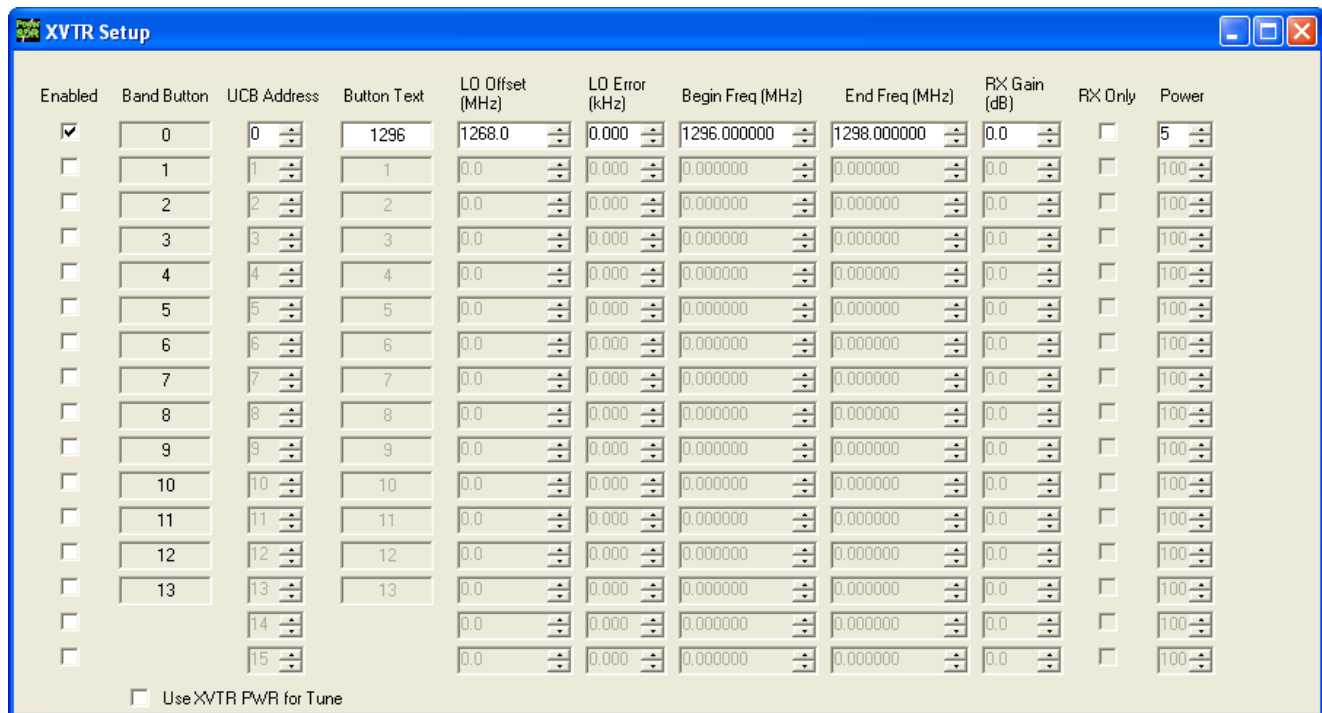 Power SDR XVTR Setup
Enabled Band Button UCB Address Button Text LO Offset (MHz) LO Error (kHz) Begin Freq (MHz) End Freq (MHz) RX Gain (dB) RX Only Power
0 0 1296 1268.0 0.000 1296.000000 1298.000000 0.0 5
1 1 1 0.0 0.000 0.000000 0.000000 0.0 100
2 2 2 0.0 0.000 0.000000 0.000000 0.0 100
3 3 3 0.0 0.000 0.000000 0.000000 0.0 100
4 4 4 0.0 0.000 0.000000 0.000000 0.0 100
5 5 5 0.0 0.000 0.000000 0.000000 0.0 100
6 6 6 0.0 0.000 0.000000 0.000000 0.0 100
7 7 7 0.0 0.000 0.000000 0.000000 0.0 100
8 8 8 0.0 0.000 0.000000 0.000000 0.0 100
9 9 9 0.0 0.000 0.000000 0.000000 0.0 100
10 10 10 0.0 0.000 0.000000 0.000000 0.0 100
11 11 11 0.0 0.000 0.000000 0.000000 0.0 100
12 12 12 0.0 0.000 0.000000 0.000000 0.0 100
13 13 13 0.0 0.000 0.000000 0.000000 0.0 100
14 0.0 0.000 0.000000 0.000000 0.0 100
15 0.0 0.000 0.000000 0.000000 0.0 100
Use XVTR PWR for Tune